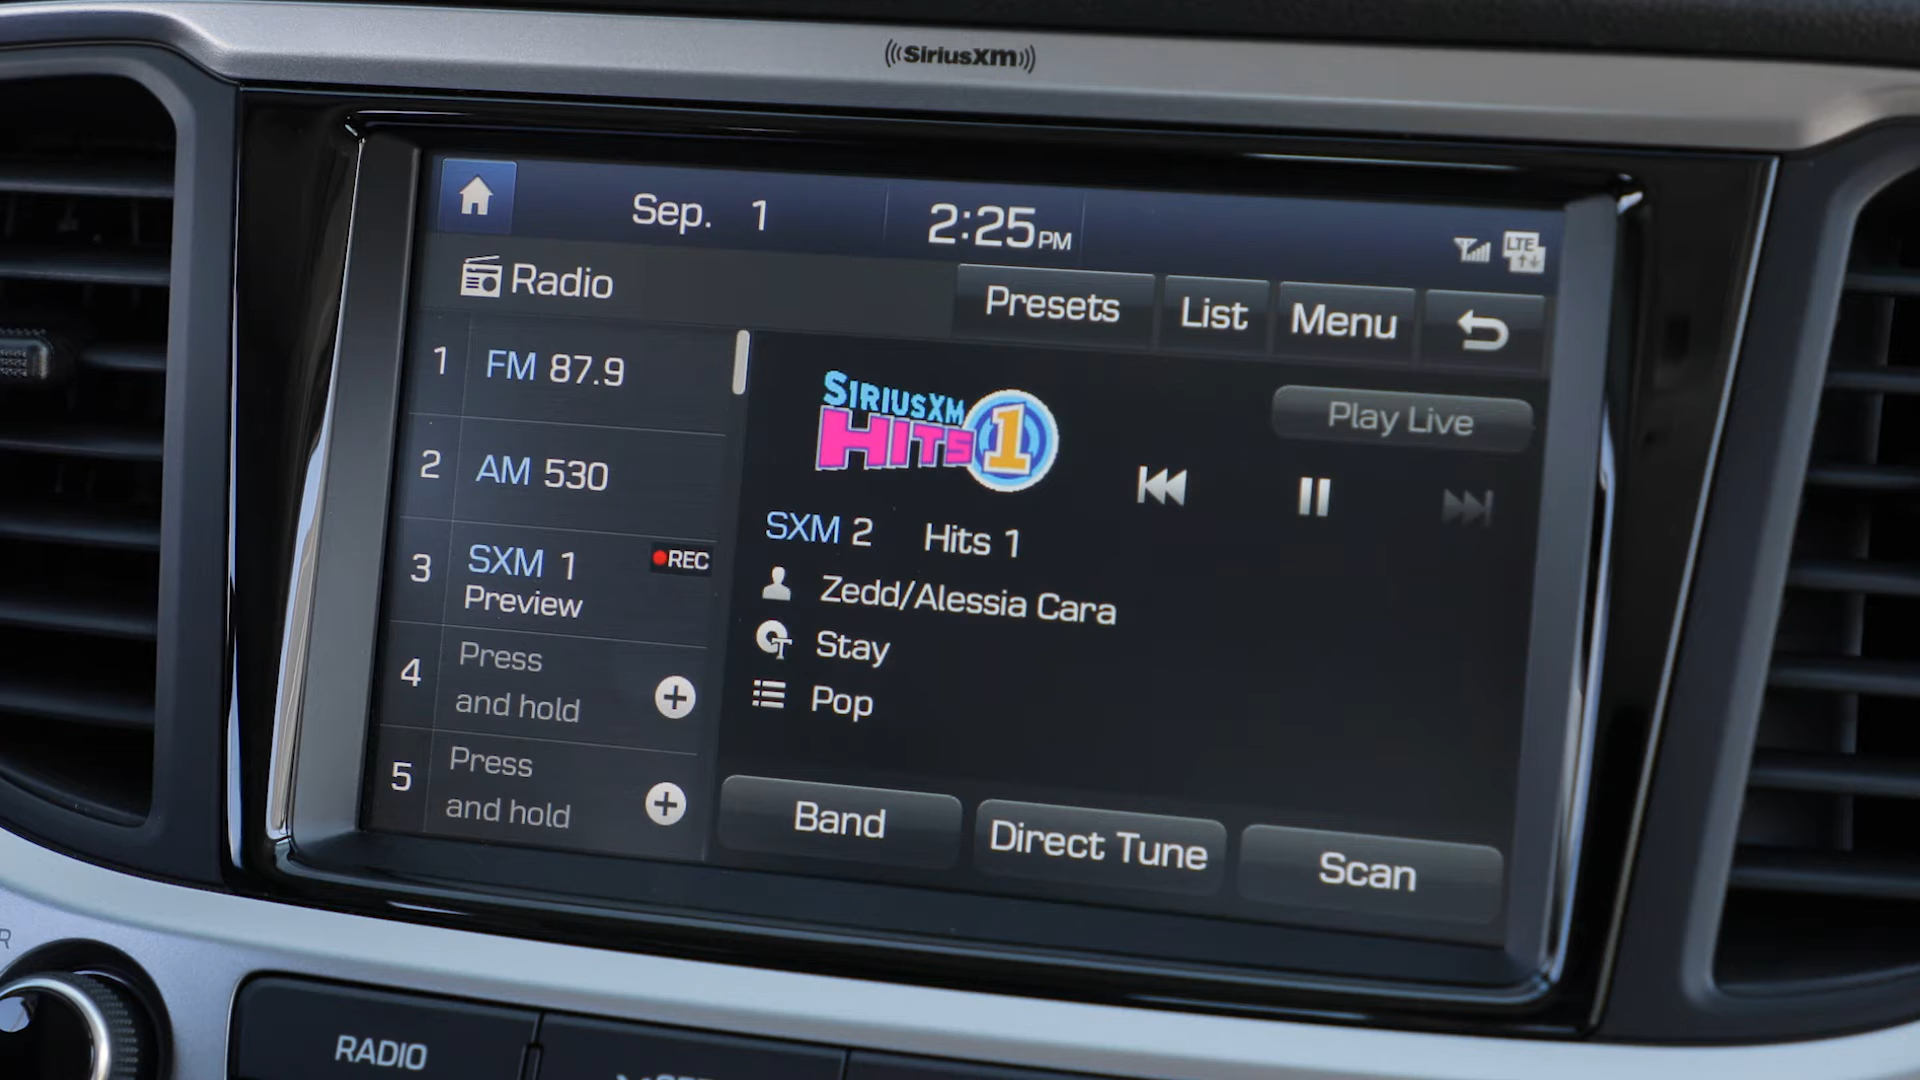 SiriusXM
Sep. 1
2:25PM
LTE
Radio
Presets
List
Menu
1 FM 87.9
2 AM 530
3 SXM 1 REC
Preview
4 Press
and hold
5 Press
and hold
SIRIUSXM
HITS 1
Play Live
SXM 2 Hits 1
Zedd/Alessia Cara
Stay
Pop
Band
Direct Tune
Scan
RADIO